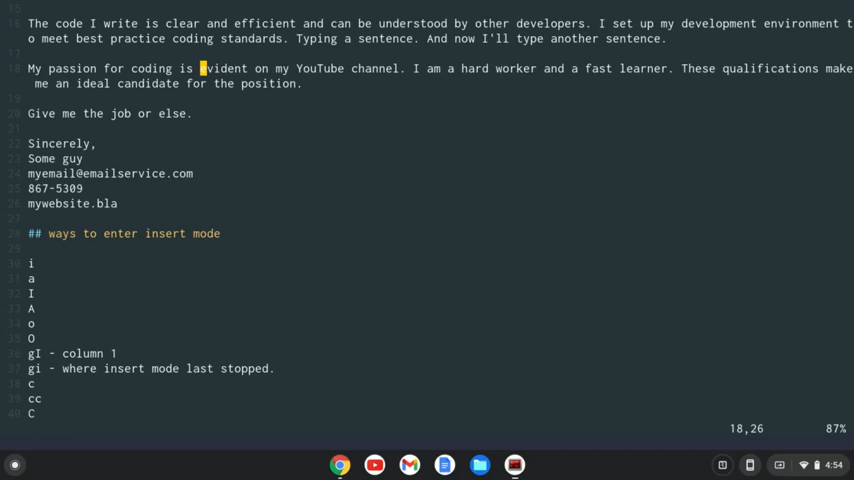 15
16 The code I write is clear and efficient and can be understood by other developers. I set up my development environment t
o meet best practice coding standards. Typing a sentence. And now I'll type another sentence.
17
18 My passion for coding is evident on my YouTube channel. I am a hard worker and a fast learner. These qualifications make
me an ideal candidate for the position.
19
20 Give me the job or else.
21
22 Sincerely,
23 Some guy
24 myemail@emailservice.com
25 867-5309
26 mywebsite.bla
27
28 ## ways to enter insert mode
29
30 i
31 a
32 I
33 A
34 o
35 O
36 gI - column 1
37 gi - where insert mode last stopped.
38 c
39 cc
40 C
18,26 87%
4:54